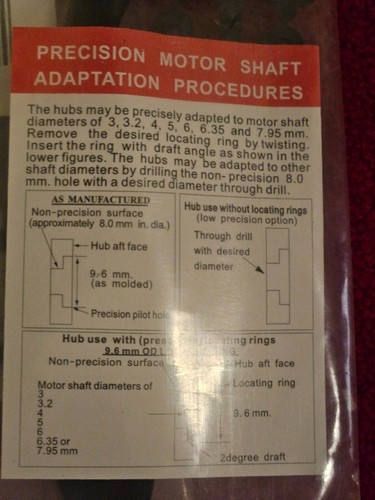 PRECISION MOTOR SHAFT
ADAPTATION PROCEDURES
The hubs may be precisely adapted to motor shaft
diameters of 3, 3.2, 4, 5, 6, 6.35 and 7.95 mm.
Remove the desired locating ring by twisting.
Insert the ring with draft angle as shown in the
lower figures. The hubs may be adapted to other
shaft diameters by drilling the non-precision 8.0
mm. hole with a desired diameter through drill.
AS MANUFACTURED
Non-precision surface
(approximately 8.0 mm in. dia.)
Hub aft face
9.6 mm.
(as molded)
Precision pilot hole
Hub use without locating rings
(low precision option)
Through drill
with desired
diameter
Hub use with locating rings
9.6 mm OD
Non-precision surface
Hub aft face
Motor shaft diameters of
3
3.2
4
5
6
6.35 or
7.95 mm
Locating ring
9.6 mm.
2degree draft